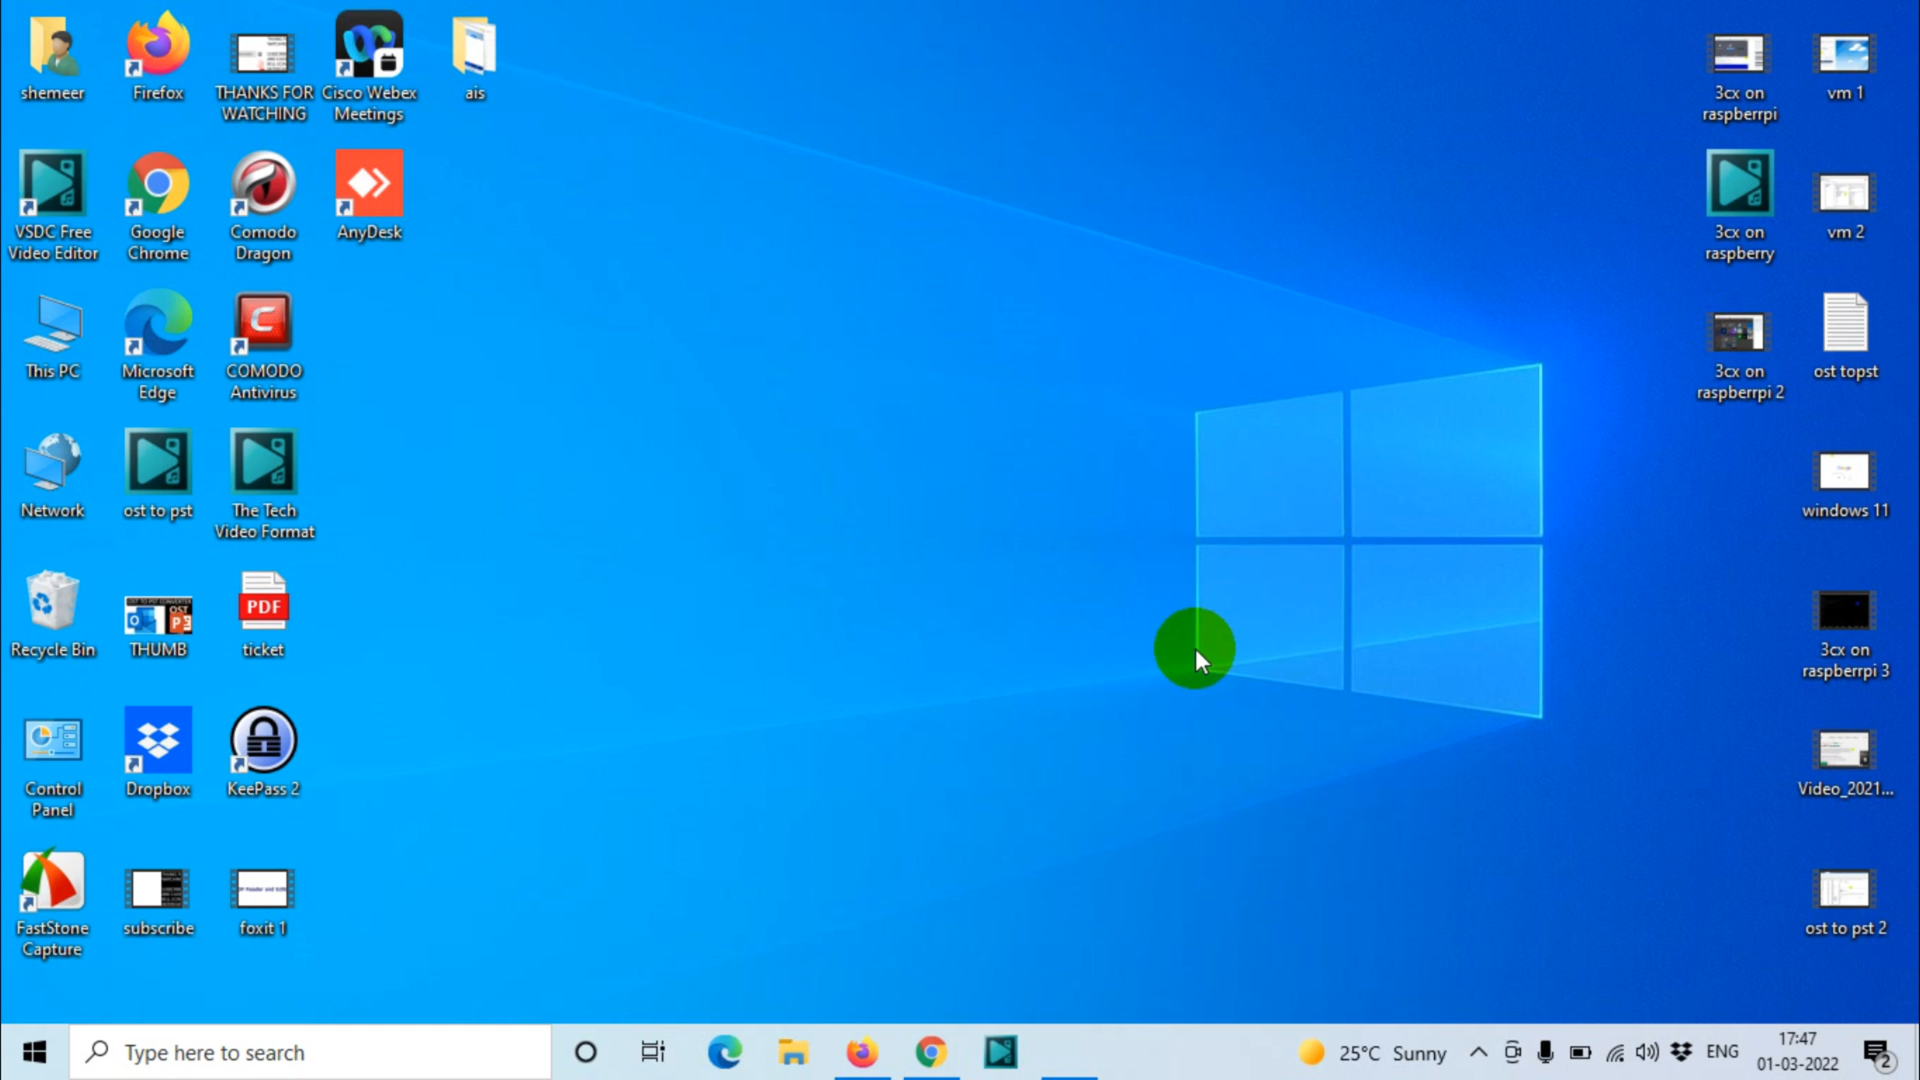 shemeer
Firefox
THANKS FOR
WATCHING
Cisco Webex
Meetings
ais
3cx on
raspberrpi
vm 1
VSDC Free
Video Editor
Google
Chrome
Comodo
Dragon
AnyDesk
3cx on
raspberry
vm 2
This PC
Microsoft
Edge
COMODO
Antivirus
3cx on
raspberrpi 2
ost topst
Network
ost to pst
The Tech
Video Format
windows 11
Recycle Bin
THUMB
PDF
ticket
3cx on
raspberrpi 3
Control
Panel
Dropbox
KeePass 2
Video_2021...
FastStone
Capture
subscribe
foxit 1
ost to pst 2
Type here to search
25°C Sunny
ENG
17:47
01-03-2022
2